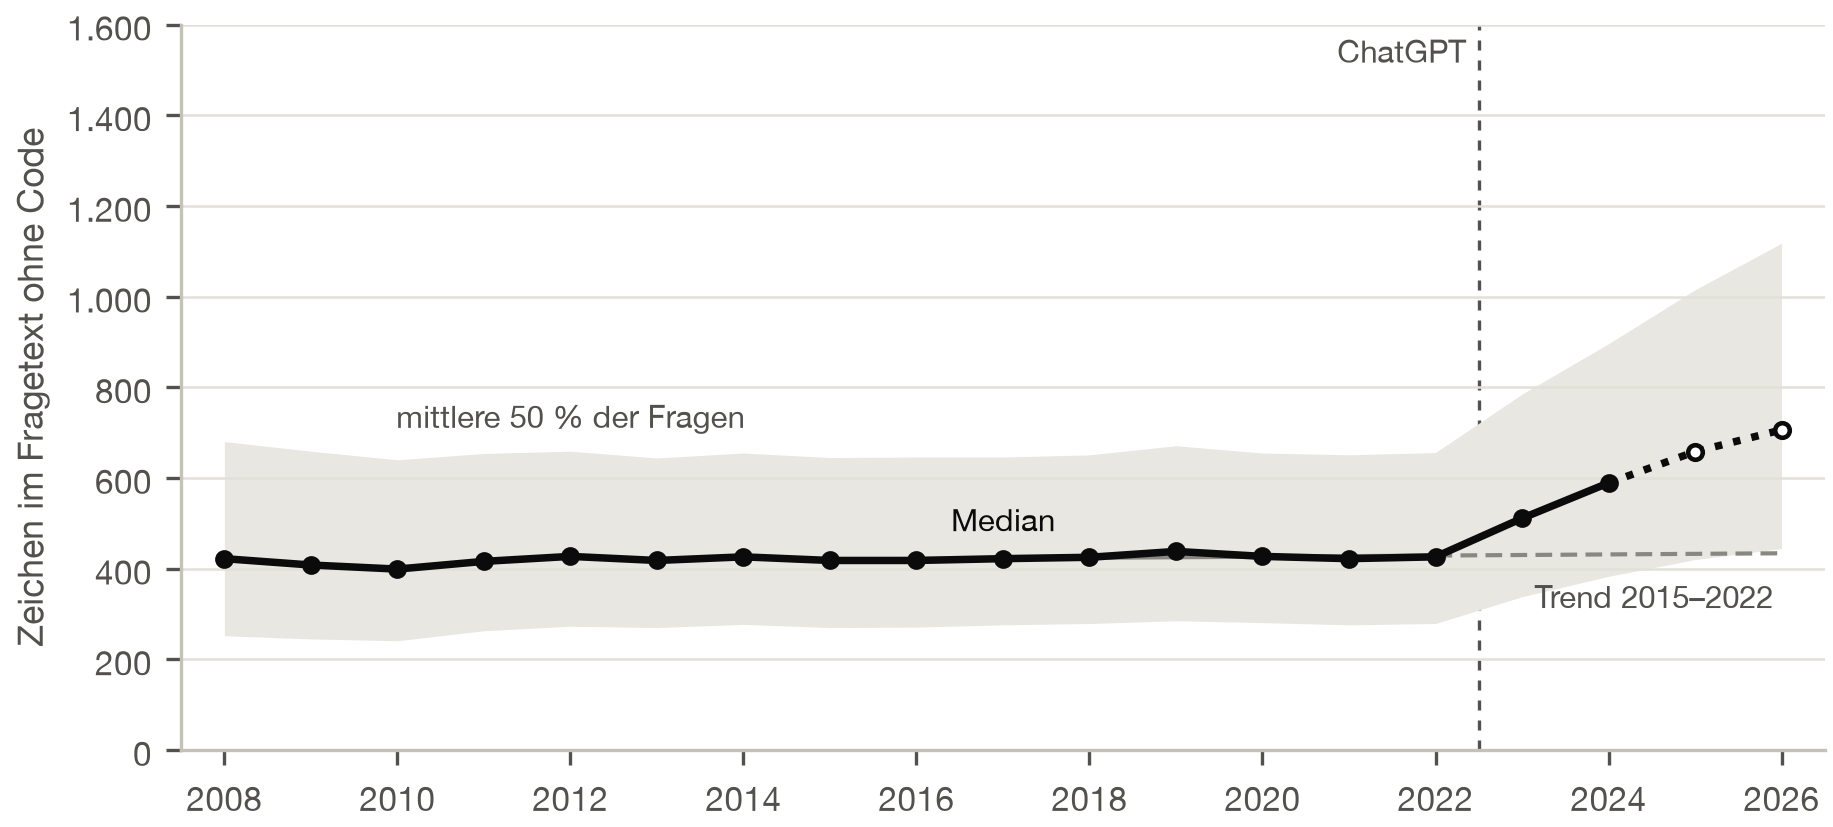 Zeichen im Fragetext ohne Code
1.600
1.400
1.200
1.000
800
600
400
200
0
ChatGPT
mittlere 50 % der Fragen
Median
Trend 2015–2022
2008 2010 2012 2014 2016 2018 2020 2022 2024 2026